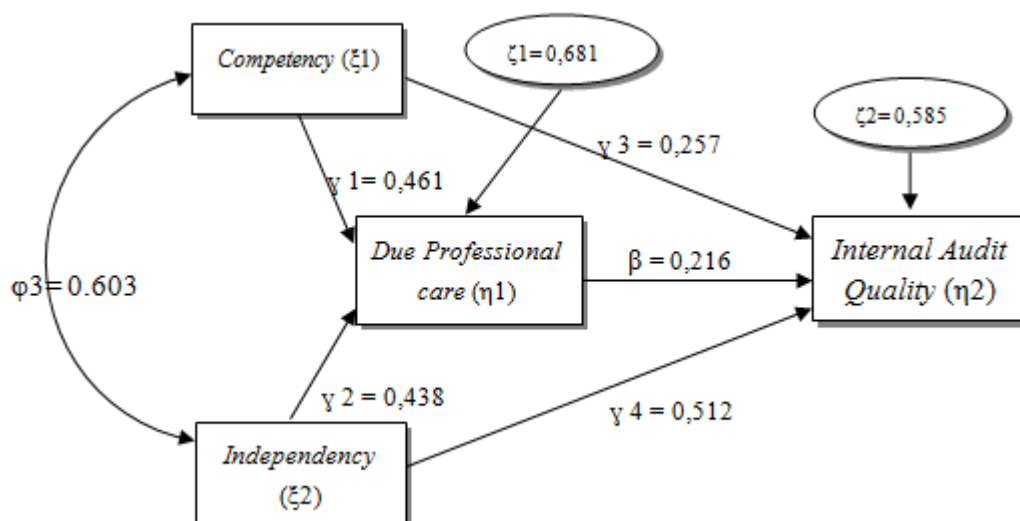 Competency (ξ1)
ζ1=0,681
ζ2=0,585
γ 3 = 0,257
γ 1= 0,461
Due Professional
care (η1)
β = 0,216
Internal Audit
Quality (η2)
φ3 = 0.603
γ 2 = 0,438
γ 4 = 0,512
Independency
(ξ2)